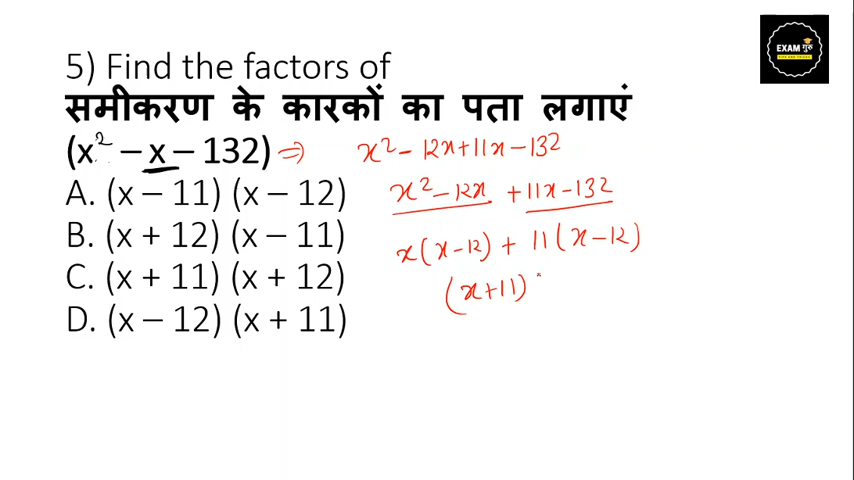 EXAM गुरु
5) Find the factors of
समीकरण के कारकों का पता लगाएं
(x² – x – 132) ⇒ x² – 12x + 11x – 132
A. (x – 11) (x – 12) x² – 12x + 11x – 132
B. (x + 12) (x – 11) x(x – 12) + 11(x – 12)
C. (x + 11) (x + 12) (x + 11)
D. (x – 12) (x + 11)